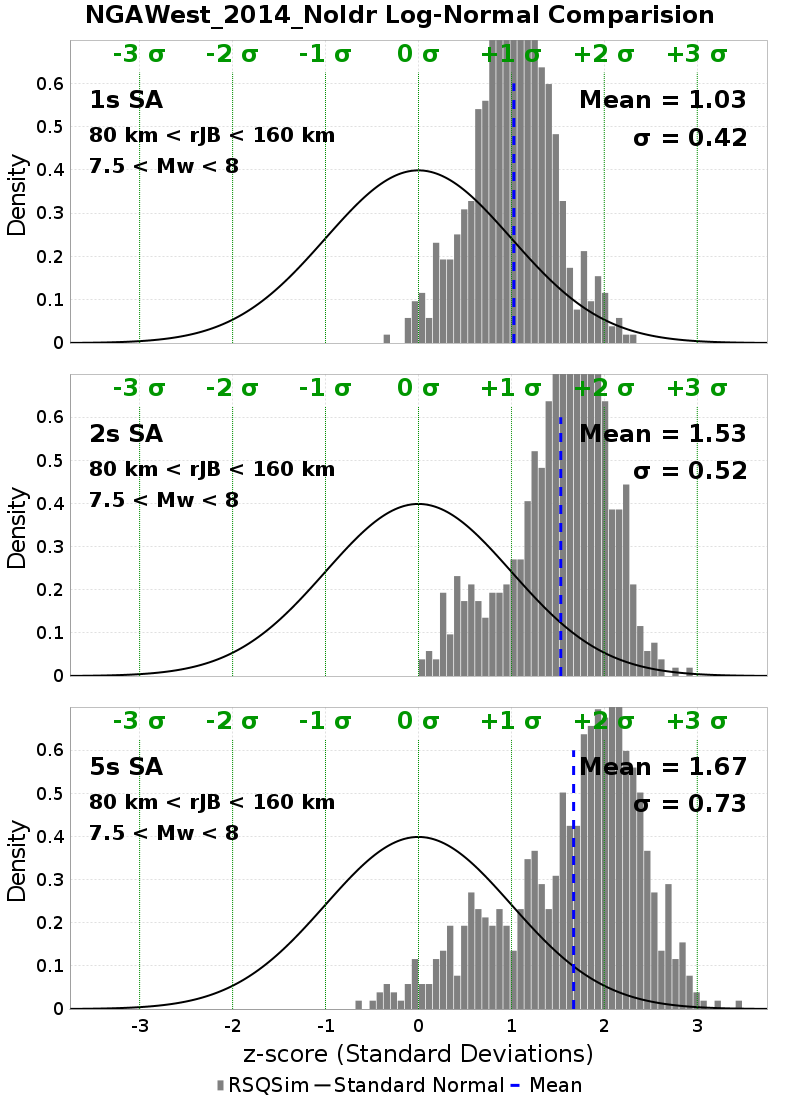 NGAWest_2014_NoIdr Log-Normal Comparision
-3 σ -2 σ -1 σ 0 σ +1 σ +2 σ +3 σ
1s SA
Mean = 1.03
80 km < rJB < 160 km
σ = 0.42
7.5 < Mw < 8
0.6
0.5
0.4
0.3
0.2
0.1
0
Density
-3 σ -2 σ -1 σ 0 σ +1 σ +2 σ +3 σ
2s SA
Mean = 1.53
80 km < rJB < 160 km
σ = 0.52
7.5 < Mw < 8
0.6
0.5
0.4
0.3
0.2
0.1
0
Density
-3 σ -2 σ -1 σ 0 σ +1 σ +2 σ +3 σ
5s SA
Mean = 1.67
80 km < rJB < 160 km
σ = 0.73
7.5 < Mw < 8
0.6
0.5
0.4
0.3
0.2
0.1
0
Density
-3 -2 -1 0 1 2 3
z-score (Standard Deviations)
RSQSim Standard Normal Mean